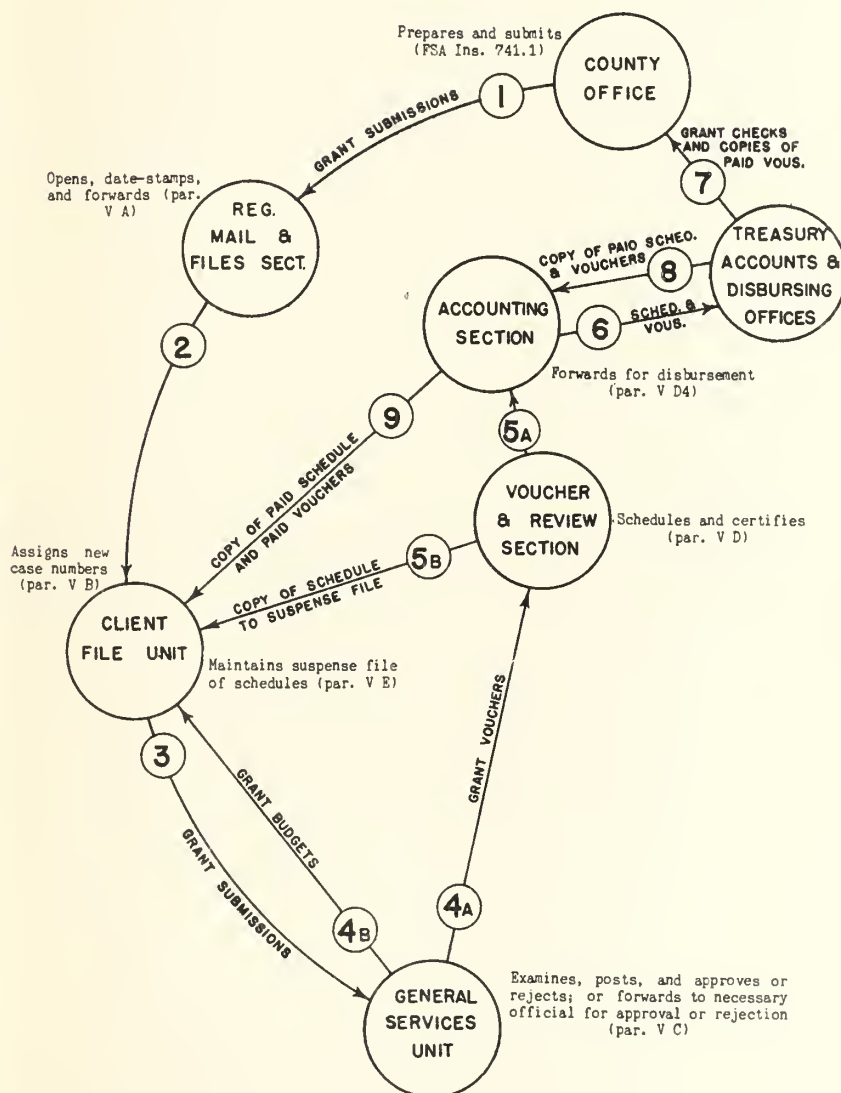 Prepares and submits
(FSA Ins. 741.1)
COUNTY
OFFICE
1
GRANT SUBMISSIONS
GRANT CHECKS
AND COPIES OF
PAID VOUS.
7
Opens, date-stamps,
and forwards (par.
V A)
REG.
MAIL &
FILES SECT.
TREASURY
ACCOUNTS &
DISBURSING
OFFICES
COPY OF PAID SCHED.
& VOUCHERS
8
ACCOUNTING
SECTION
6
SCHED. &
VOUS.
2
Forwards for disbursement
(par. V D4)
9
COPY OF PAID SCHEDULE
AND PAID VOUCHERS
5A
VOUCHER
& REVIEW
SECTION
Schedules and certifies
(par. V D)
5B
COPY OF SCHEDULE
TO SUSPENSE FILE
Assigns new
case numbers
(par. V B)
CLIENT
FILE UNIT
Maintains suspense file
of schedules (par. V E)
3
GRANT SUBMISSIONS
GRANT BUDGETS
4B
GRANT VOUCHERS
4A
GENERAL
SERVICES
UNIT
Examines, posts, and approves or
rejects; or forwards to necessary
official for approval or rejection
(par. V C)